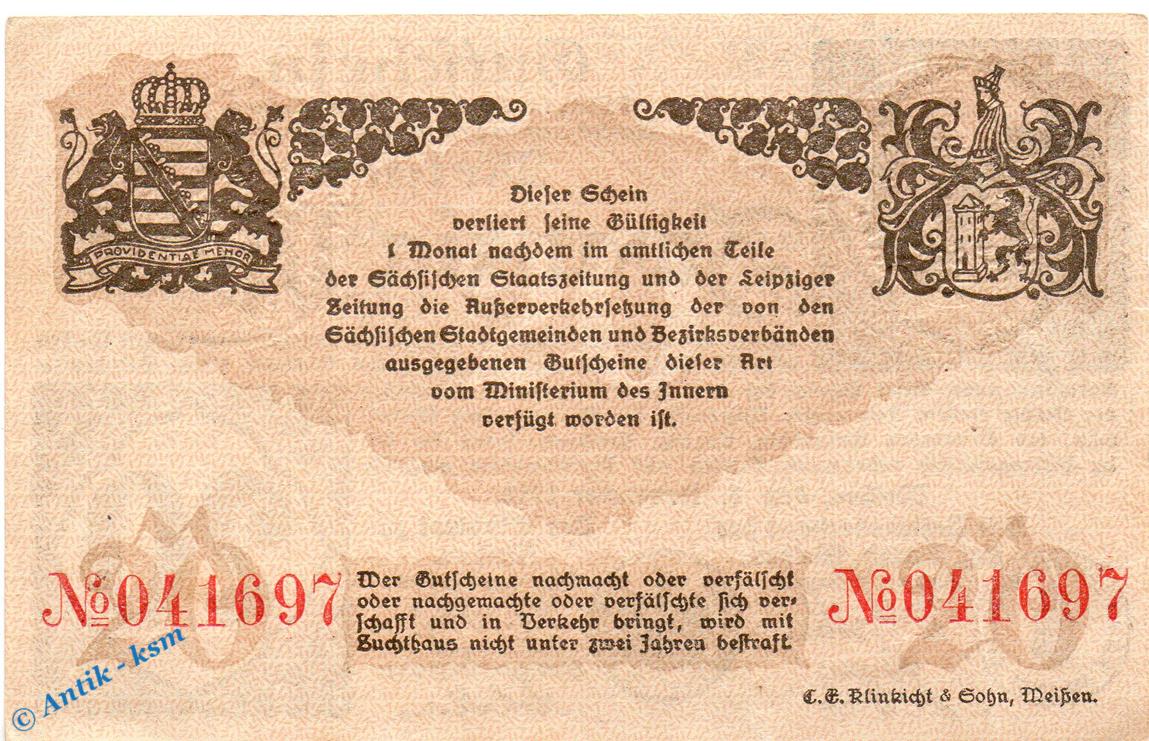 PROVIDENTIAE MEMOR
Dieser Schein
verliert seine Gültigkeit
1 Monat nachdem im amtlichen Teile
der Sächsischen Staatszeitung und der Leipziger
Zeitung die Außerverkehrsetzung der von den
Sächsischen Stadtgemeinden und Bezirksverbänden
ausgegebenen Gutscheine dieser Art
vom Ministerium des Innern
verfügt worden ist.
20
20
№041697
Wer Gutscheine nachmacht oder verfälscht
oder nachgemachte oder verfälschte sich ver-
schafft und in Verkehr bringt, wird mit
Zuchthaus nicht unter zwei Jahren bestraft.
№041697
C. E. Klinkicht & Sohn, Meißen.
© Antik - ksm